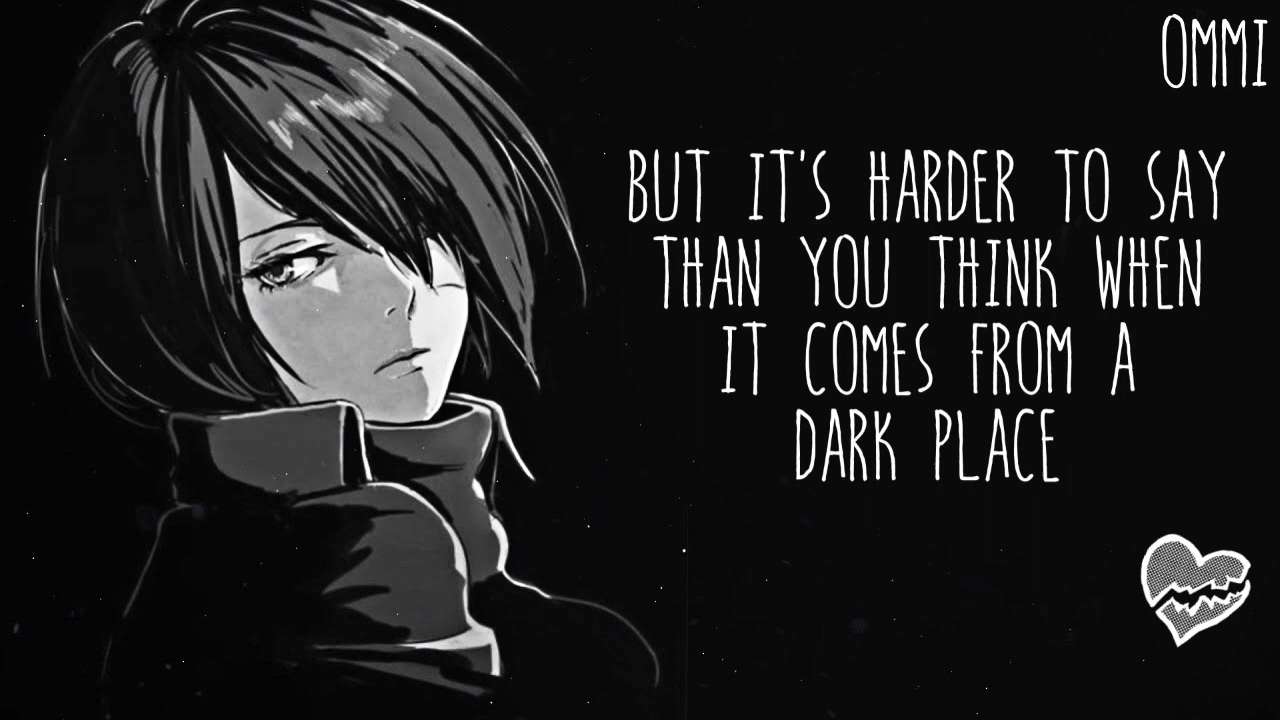 OMMI
BUT IT'S HARDER TO SAY
THAN YOU THINK WHEN
IT COMES FROM A
DARK PLACE